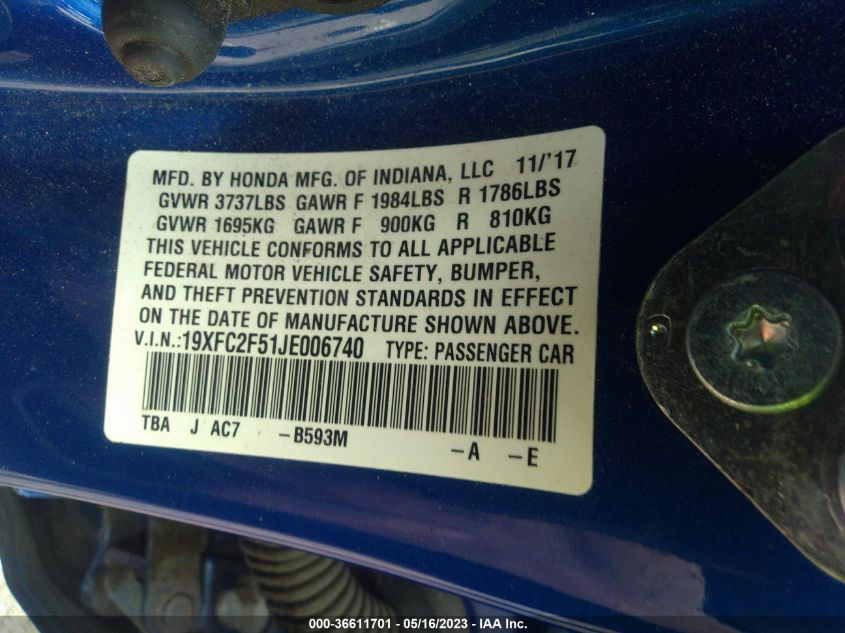 MFD. BY HONDA MFG. OF INDIANA, LLC 11/'17
GVWR 3737LBS GAWR F 1984LBS R 1786LBS
GVWR 1695KG GAWR F 900KG R 810KG
THIS VEHICLE CONFORMS TO ALL APPLICABLE
FEDERAL MOTOR VEHICLE SAFETY, BUMPER,
AND THEFT PREVENTION STANDARDS IN EFFECT
ON THE DATE OF MANUFACTURE SHOWN ABOVE.
V.I.N.:19XFC2F51JE006740 TYPE: PASSENGER CAR
TBA J AC7 -B593M -A -E
000-36611701 / 05/16/2023 - IAA Inc.